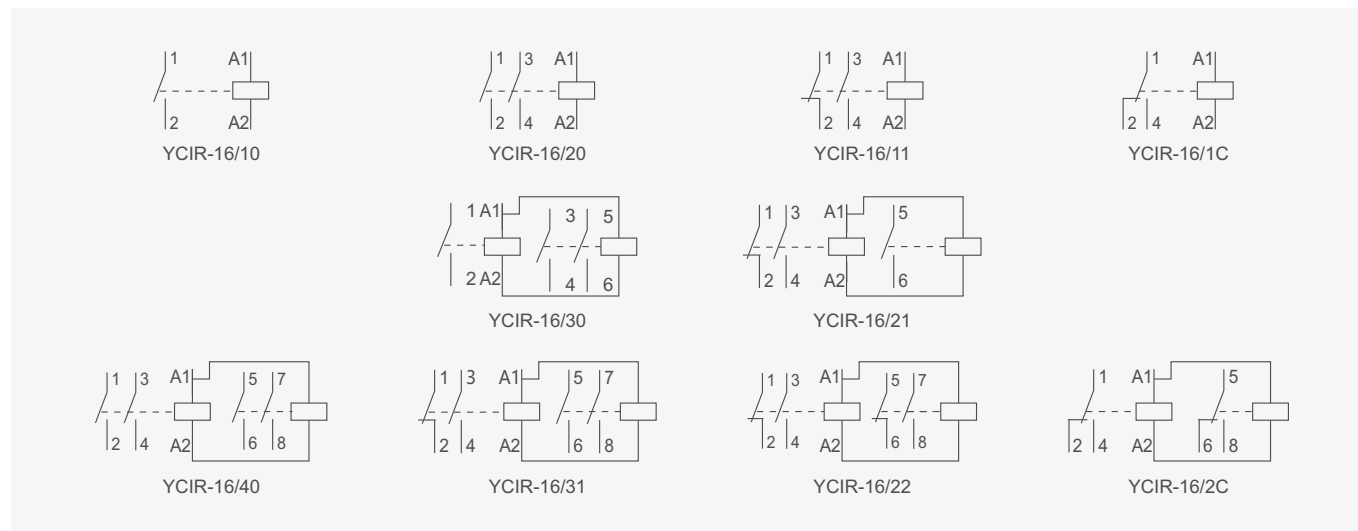 1 A1 1 3 A1 1 3 A1 1 A1
2 A2 2 4 A2 2 4 A2 2 4 A2
YCIR-16/10 YCIR-16/20 YCIR-16/11 YCIR-16/1C
1 A1 3 5 1 3 A1 5
2 A2 4 6 2 4 A2 6
YCIR-16/30 YCIR-16/21
1 3 A1 5 7 1 3 A1 5 7 1 3 A1 5 7 1 A1 5
2 4 A2 6 8 2 4 A2 6 8 2 4 A2 6 8 2 4 A2 6 8
YCIR-16/40 YCIR-16/31 YCIR-16/22 YCIR-16/2C